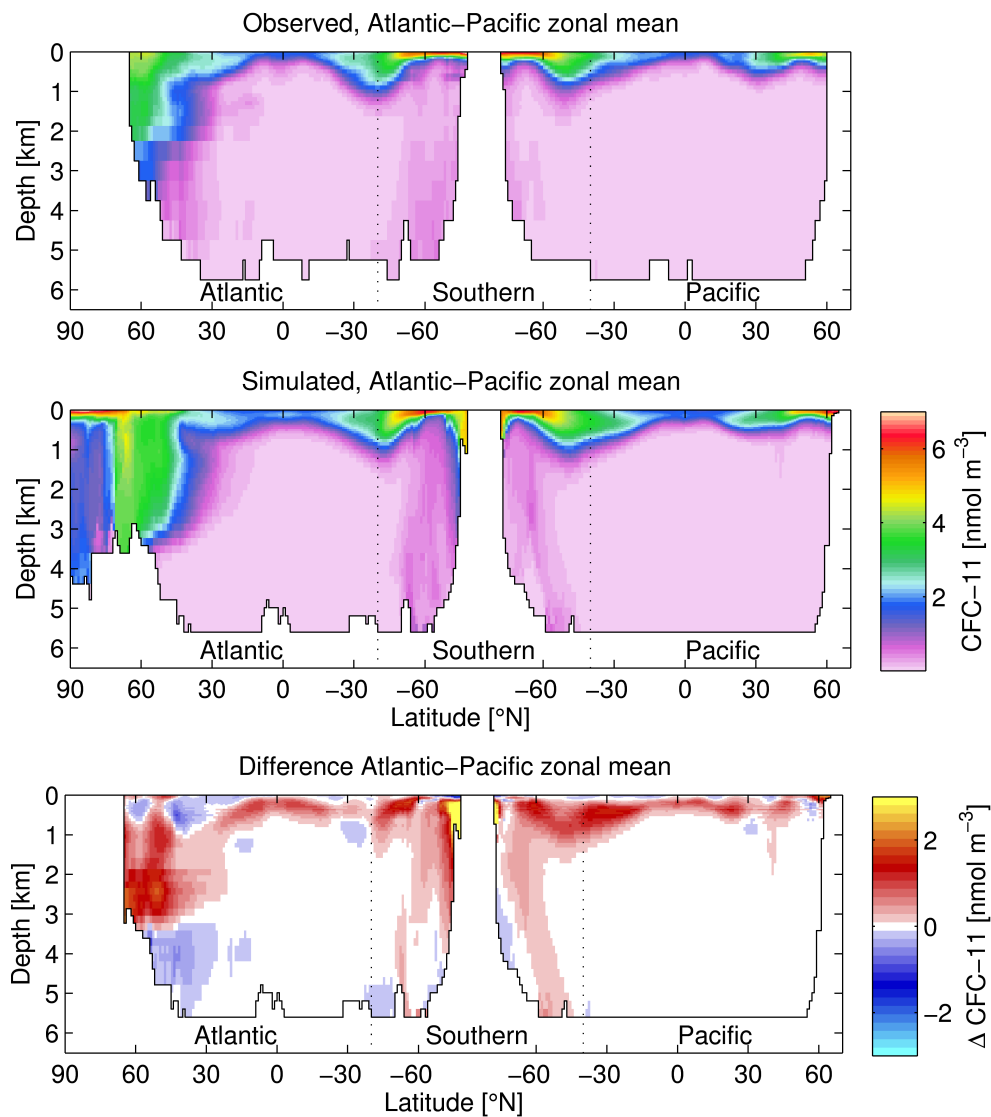 Observed, Atlantic−Pacific zonal mean
0
1
2
3
4
5
6
Depth [km]
Atlantic Southern Pacific
90 60 30 0 −30 −60 −60 −30 0 30 60
Simulated, Atlantic−Pacific zonal mean
0
1
2
3
4
5
6
Depth [km]
Atlantic Southern Pacific
90 60 30 0 −30 −60 −60 −30 0 30 60
Latitude [°N]
6
4
2
CFC−11 [nmol m−3]
Difference Atlantic−Pacific zonal mean
0
1
2
3
4
5
6
Depth [km]
Atlantic Southern Pacific
90 60 30 0 −30 −60 −60 −30 0 30 60
Latitude [°N]
2
0
−2
Δ CFC−11 [nmol m−3]